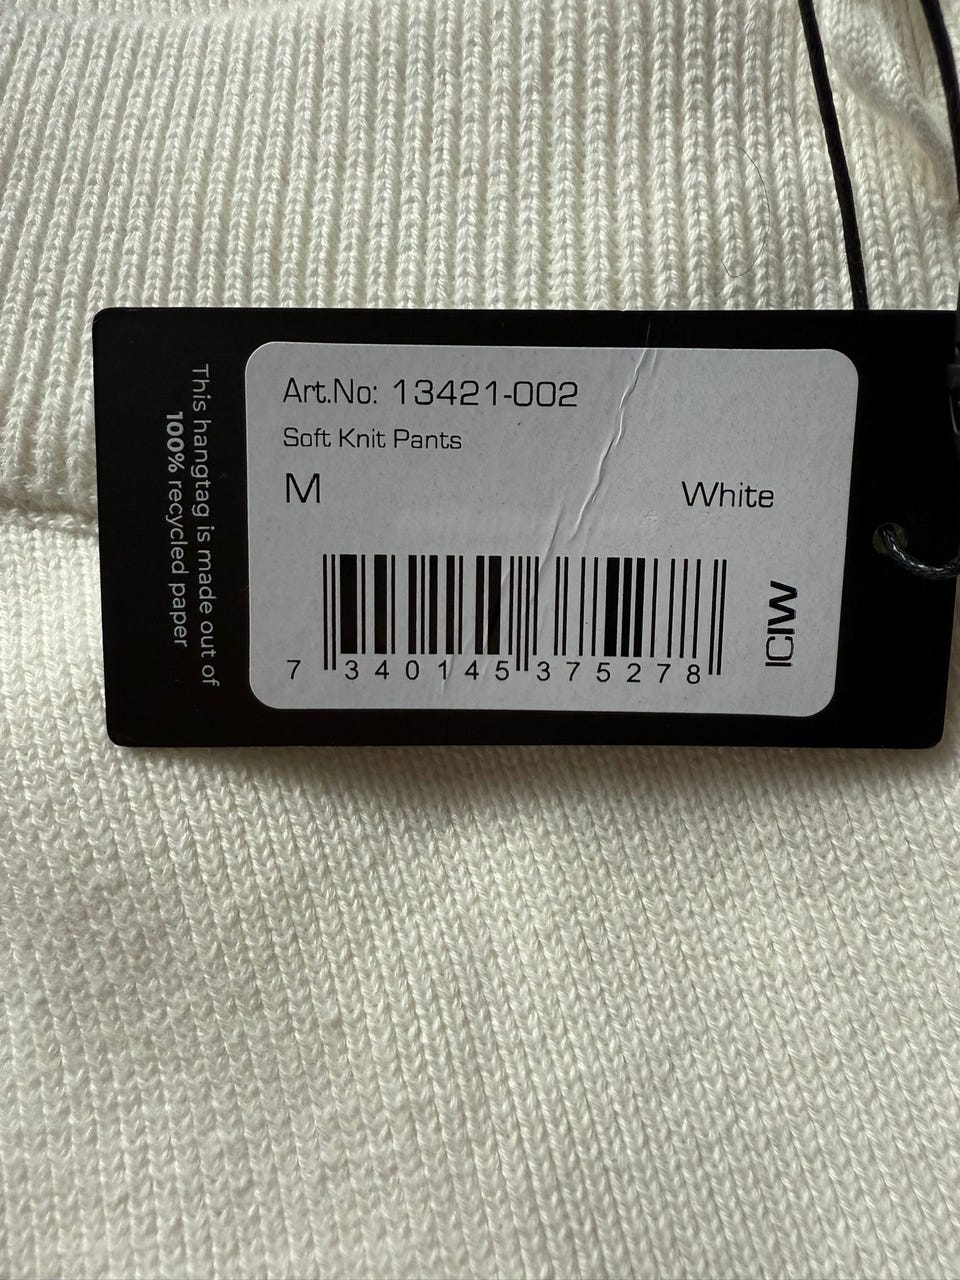 This hangtag is made out of
100% recycled paper
Art.No: 13421-002
Soft Knit Pants
M
White
7 340145 375278
ICIW